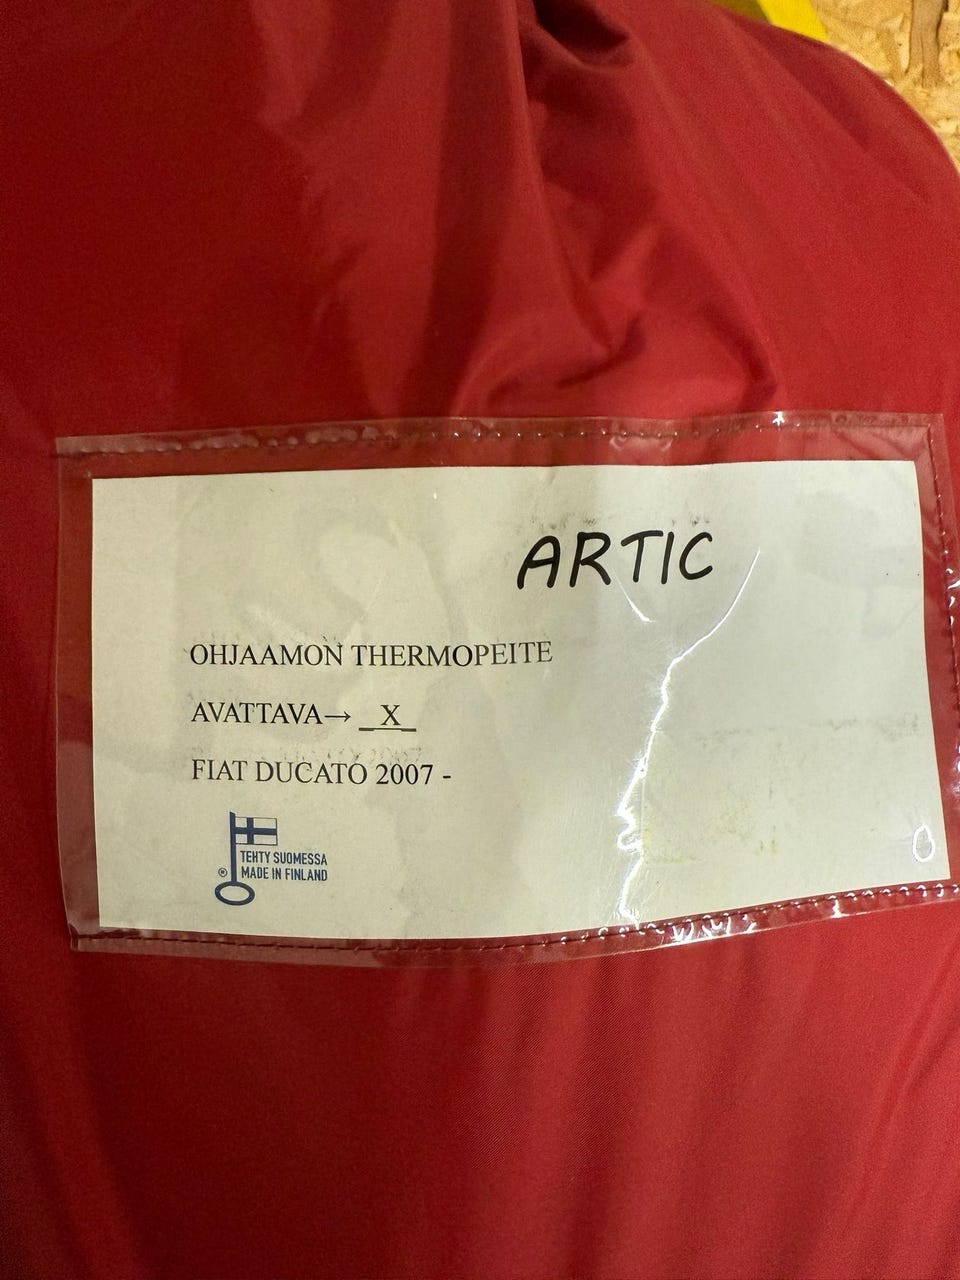 ARTIC
OHJAAMON THERMOPEITE
AVATTAVA→ _X_
FIAT DUCATO 2007 -
TEHTY SUOMESSA
® MADE IN FINLAND